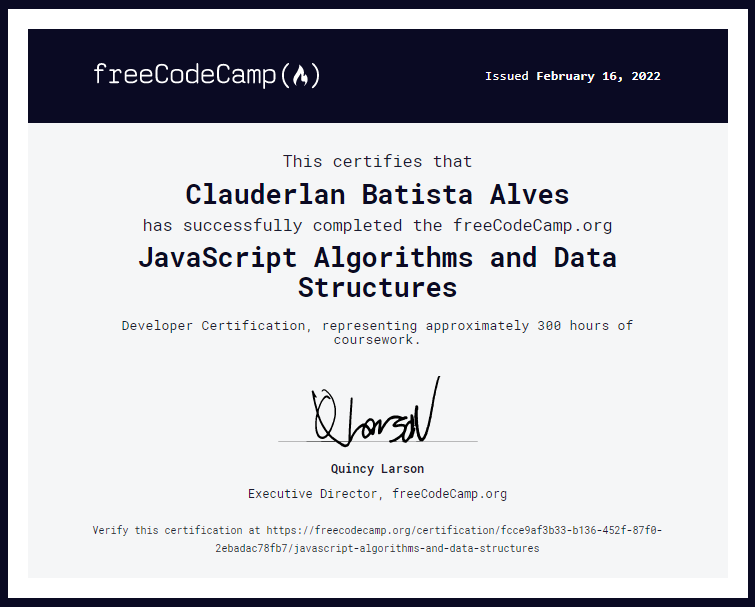 freeCodeCamp
Issued February 16, 2022
This certifies that
Clauderlan Batista Alves
has successfully completed the freeCodeCamp.org
JavaScript Algorithms and Data
Structures
Developer Certification, representing approximately 300 hours of
coursework.
QLarson
Quincy Larson
Executive Director, freeCodeCamp.org
Verify this certification at https://freecodecamp.org/certification/fcce9af3b33-b136-452f-87f0-
2ebadac78fb7/javascript-algorithms-and-data-structures